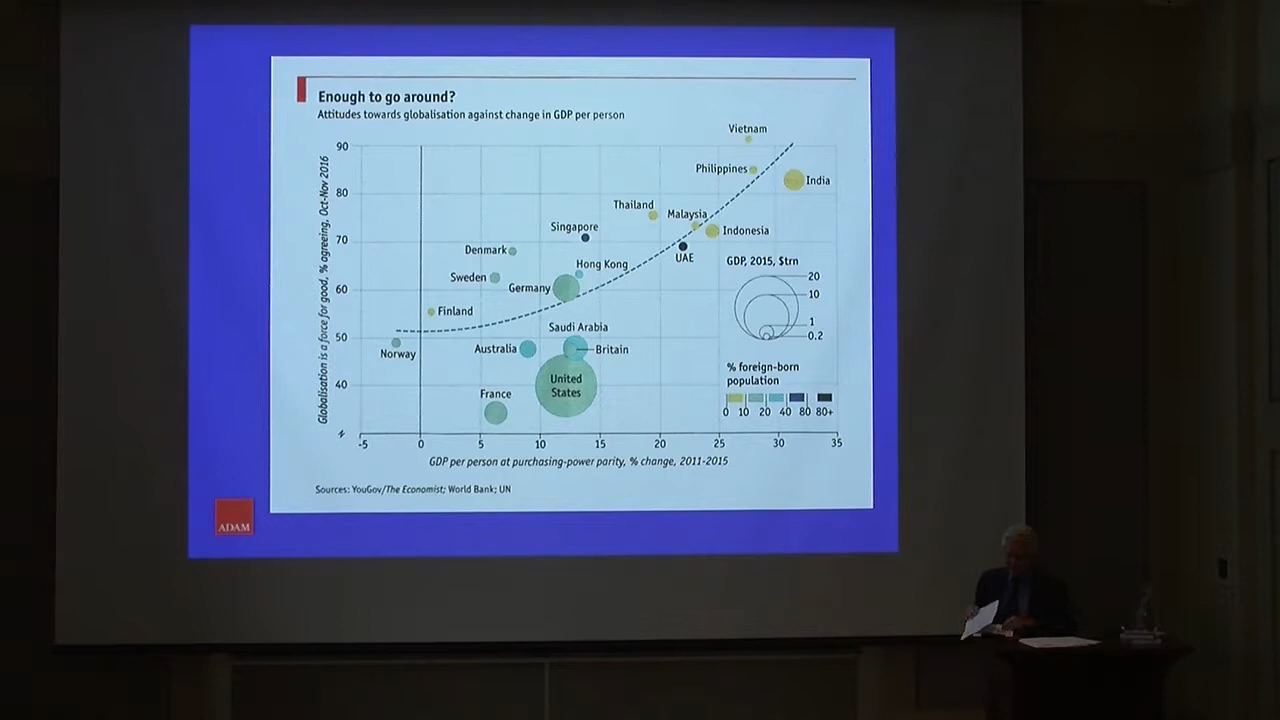 Enough to go around?
Attitudes towards globalisation against change in GDP per person
Globalisation is a force for good, % agreeing, Oct-Nov 2016
90
80
70
60
50
40
Vietnam
Philippines
India
Thailand
Malaysia
Singapore
Indonesia
Denmark
UAE
Hong Kong
Sweden
Germany
Finland
Saudi Arabia
Norway
Australia
Britain
United
States
France
GDP, 2015, $trn
20
10
1
0.2
% foreign-born
population
0 10 20 40 80 80+
-5 0 5 10 15 20 25 30 35
GDP per person at purchasing-power parity, % change, 2011-2015
Sources: YouGov/The Economist; World Bank; UN
ADAM